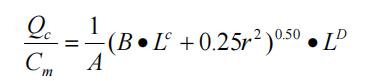 Q_c / C_m = 1 / A (B • L^c + 0.25r^2)^0.50 • L^D